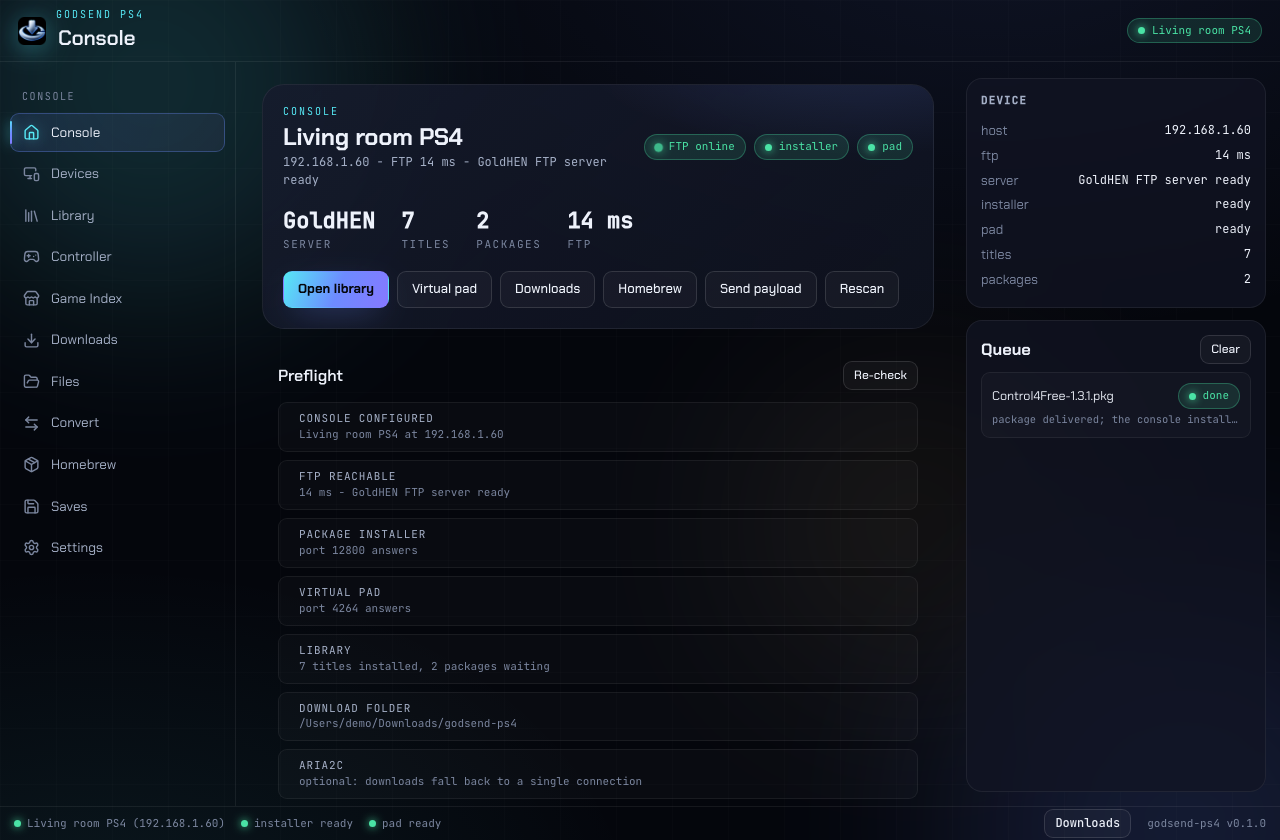 GODSEND PS4
Console
Living room PS4
CONSOLE
Console
Devices
Library
Controller
Game Index
Downloads
Files
Convert
Homebrew
Saves
Settings
CONSOLE
Living room PS4
192.168.1.60 - FTP 14 ms - GoldHEN FTP server
ready
FTP online
installer
pad
GoldHEN 7 2 14 ms
SERVER TITLES PACKAGES FTP
Open library
Virtual pad
Downloads
Homebrew
Send payload
Rescan
Preflight
Re-check
CONSOLE CONFIGURED
Living room PS4 at 192.168.1.60
FTP REACHABLE
14 ms - GoldHEN FTP server ready
PACKAGE INSTALLER
port 12800 answers
VIRTUAL PAD
port 4264 answers
LIBRARY
7 titles installed, 2 packages waiting
DOWNLOAD FOLDER
/Users/demo/Downloads/godsend-ps4
ARIA2C
optional: downloads fall back to a single connection
DEVICE
host 192.168.1.60
ftp 14 ms
server GoldHEN FTP server ready
installer ready
pad ready
titles 7
packages 2
Queue
Clear
Control4Free-1.3.1.pkg
done
package delivered; the console install…
Living room PS4 (192.168.1.60)
installer ready
pad ready
Downloads
godsend-ps4 v0.1.0